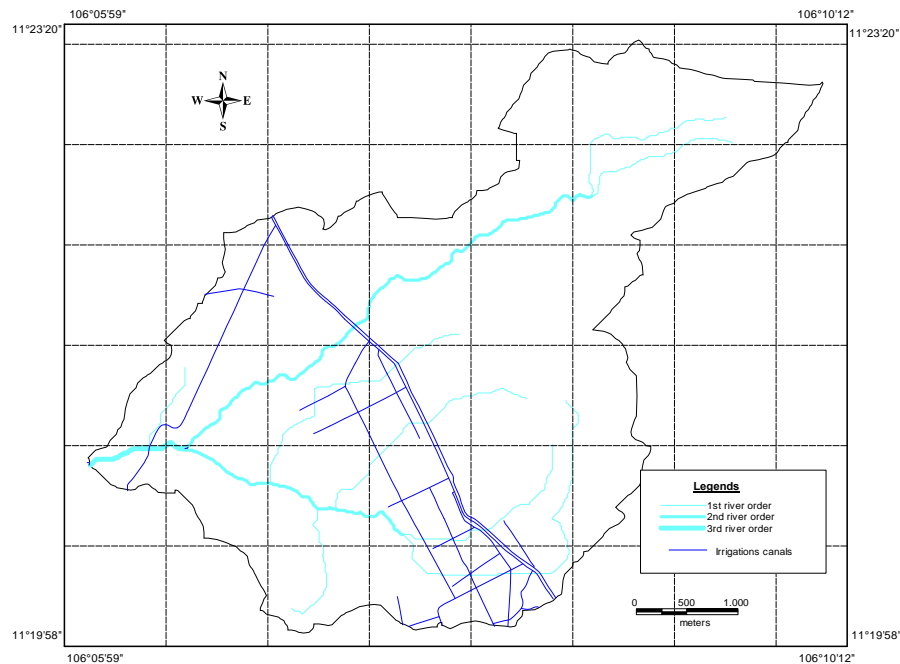 106°05'59" 106°10'12"
11°23'20" 11°23'20"
N
W E
S
Legends
1st river order
2nd river order
3rd river order
Irrigations canals
0 500 1.000
meters
11°19'58" 11°19'58"
106°05'59" 106°10'12"